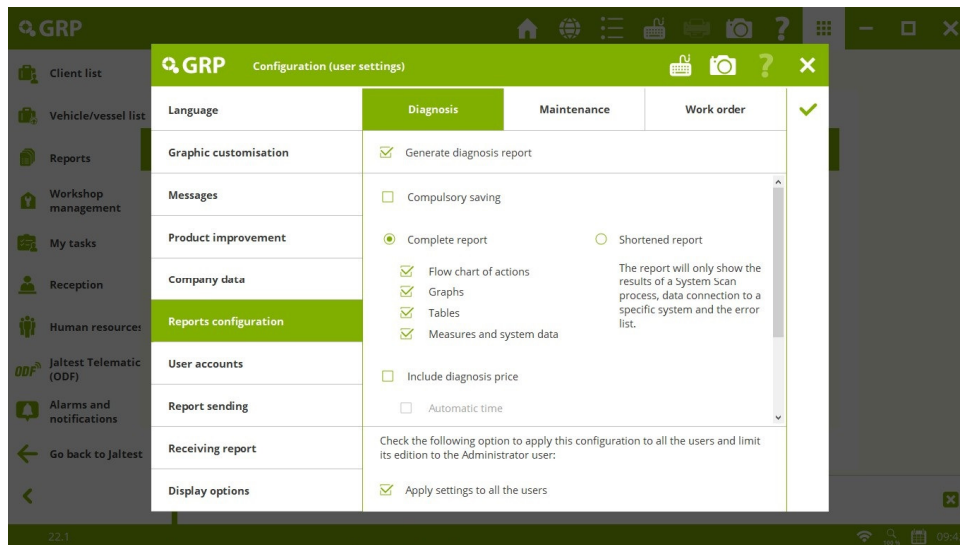 GRP
Client list
Vehicle/vessel list
Reports
Workshop
management
My tasks
Reception
Human resources
ODF
Jaltest Telematic
(ODF)
Alarms and
notifications
Go back to Jaltest
22.1
GRP
Configuration (user settings)
?
Language
Graphic customisation
Messages
Product improvement
Company data
Reports configuration
User accounts
Report sending
Receiving report
Display options
Diagnosis
Maintenance
Work order
Generate diagnosis report
Compulsory saving
Complete report
Flow chart of actions
Graphs
Tables
Measures and system data
Shortened report
The report will only show the
results of a System Scan
process, data connection to a
specific system and the error
list.
Include diagnosis price
Automatic time
Check the following option to apply this configuration to all the users and limit
its edition to the Administrator user:
Apply settings to all the users
100 %